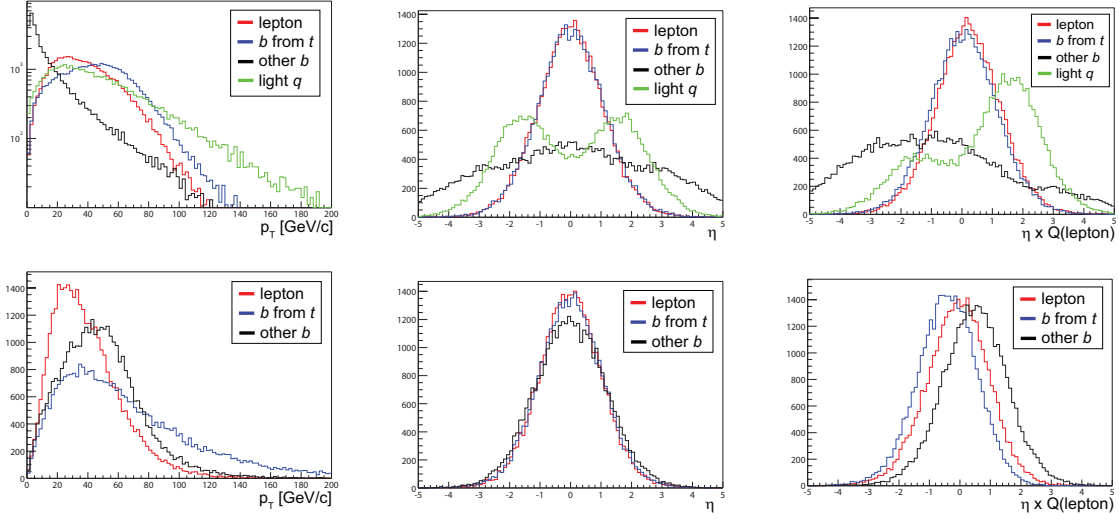 10³
10²
0 20 40 60 80 100 120 140 160 180 200
p_T [GeV/c]
lepton
b from t
other b
light q
1400
1200
1000
800
600
400
200
0
-5 -4 -3 -2 -1 0 1 2 3 4 5
η
lepton
b from t
other b
light q
1400
1200
1000
800
600
400
200
0
-5 -4 -3 -2 -1 0 1 2 3 4 5
η x Q(lepton)
lepton
b from t
other b
light q
1400
1200
1000
800
600
400
200
0
0 20 40 60 80 100 120 140 160 180 200
p_T [GeV/c]
lepton
b from t
other b
1400
1200
1000
800
600
400
200
0
-5 -4 -3 -2 -1 0 1 2 3 4 5
η
lepton
b from t
other b
1400
1200
1000
800
600
400
200
0
-5 -4 -3 -2 -1 0 1 2 3 4 5
η x Q(lepton)
lepton
b from t
other b